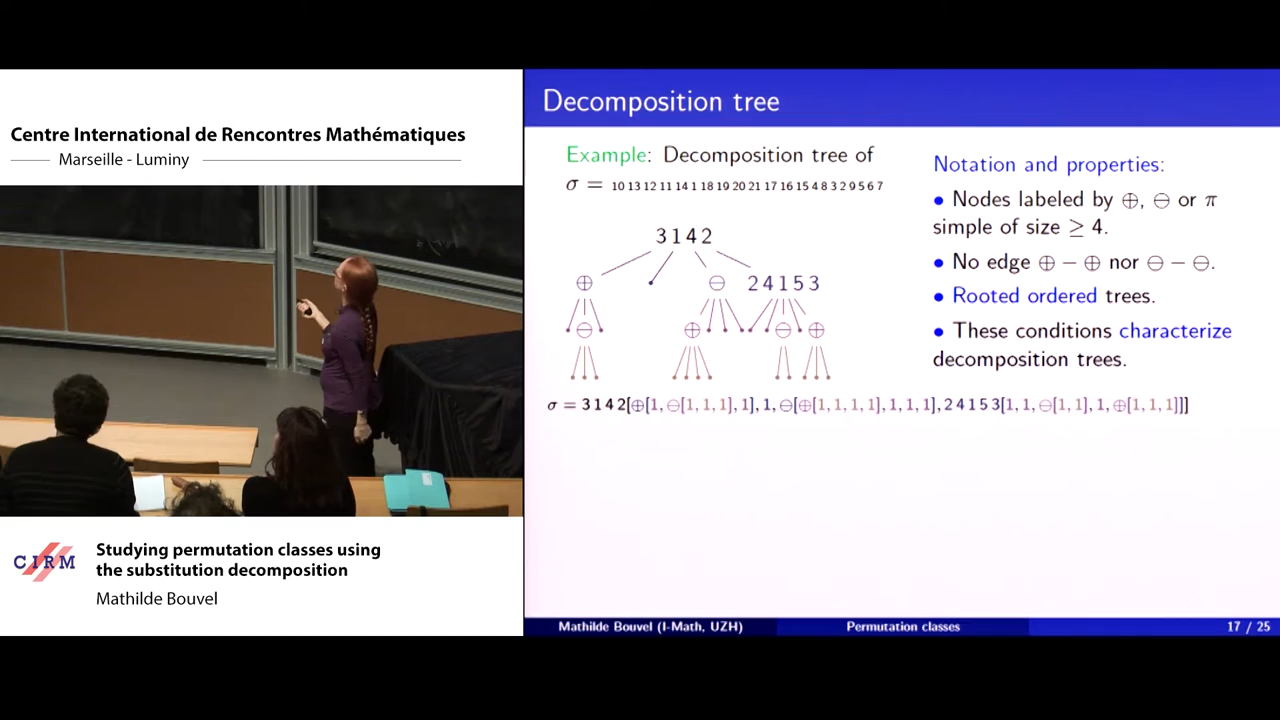 Centre International de Rencontres Mathématiques
Marseille - Luminy
CIRM
Studying permutation classes using
the substitution decomposition
Mathilde Bouvel
Decomposition tree
Example: Decomposition tree of
σ = 10 13 12 11 14 1 18 19 20 21 17 16 15 4 8 3 2 9 5 6 7
3 1 4 2
⊕ ⊖ 2 4 1 5 3
⊖ ⊕ ⊖ ⊕
σ = 3 1 4 2[⊕[1, ⊖[1, 1, 1], 1], 1, ⊖[⊕[1, 1, 1, 1], 1, 1, 1], 2 4 1 5 3[1, 1, ⊖[1, 1], 1, ⊕[1, 1, 1]]]
Notation and properties:
• Nodes labeled by ⊕, ⊖ or π
simple of size ≥ 4.
• No edge ⊕ − ⊕ nor ⊖ − ⊖.
• Rooted ordered trees.
• These conditions characterize
decomposition trees.
Mathilde Bouvel (I-Math, UZH)
Permutation classes
17 / 25